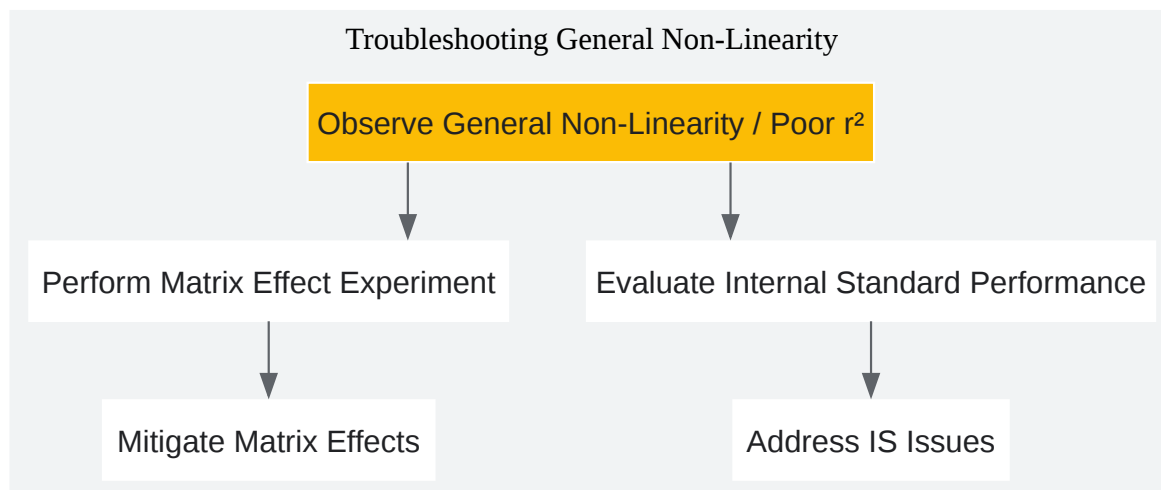 Troubleshooting General Non-Linearity
Observe General Non-Linearity / Poor r²
Perform Matrix Effect Experiment
Evaluate Internal Standard Performance
Mitigate Matrix Effects
Address IS Issues